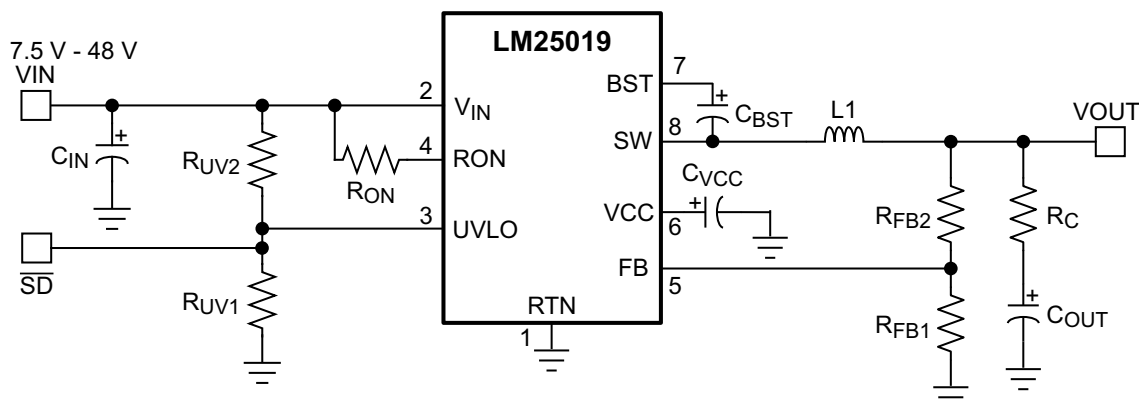 LM25019
7.5 V - 48 V
VIN
2
VIN
CIN
RUV2
RON
4
RON
3
UVLO
SD
RUV1
RTN
1
BST
7
CBST
SW
8
L1
VOUT
CVCC
VCC
6
FB
5
RFB2
RC
RFB1
COUT